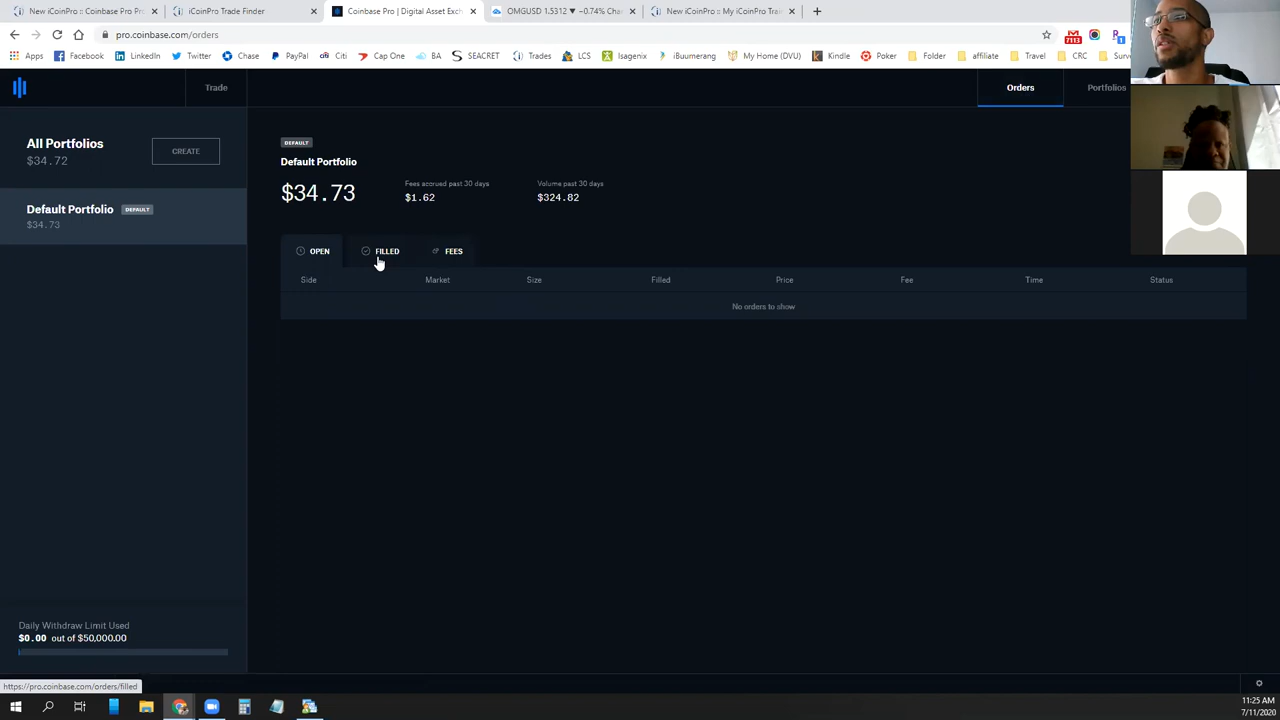 New iCoinPro :: Coinbase Pro Pr
iCoinPro Trade Finder
Coinbase Pro | Digital Asset Exch
OMGUSD 1.5312 ▼ −0.74% Cha
New iCoinPro :: My iCoinPro Trai
pro.coinbase.com/orders
7113
Apps
Facebook
LinkedIn
Twitter
Chase
PayPal
Citi
Cap One
BA
SEACRET
Trades
LCS
Isagenix
iBuumerang
My Home (DVU)
Kindle
Poker
Folder
affiliate
Travel
CRC
Surv
Trade
Orders
Portfolios
All Portfolios
$34.72
CREATE
Default Portfolio DEFAULT
$34.73
DEFAULT
Default Portfolio
$34.73
Fees accrued past 30 days
$1.62
Volume past 30 days
$324.82
OPEN
FILLED
FEES
Side Market Size Filled Price Fee Time Status
No orders to show
Daily Withdraw Limit Used
$0.00 out of $50,000.00
https://pro.coinbase.com/orders/filled
11:25 AM
7/11/2020